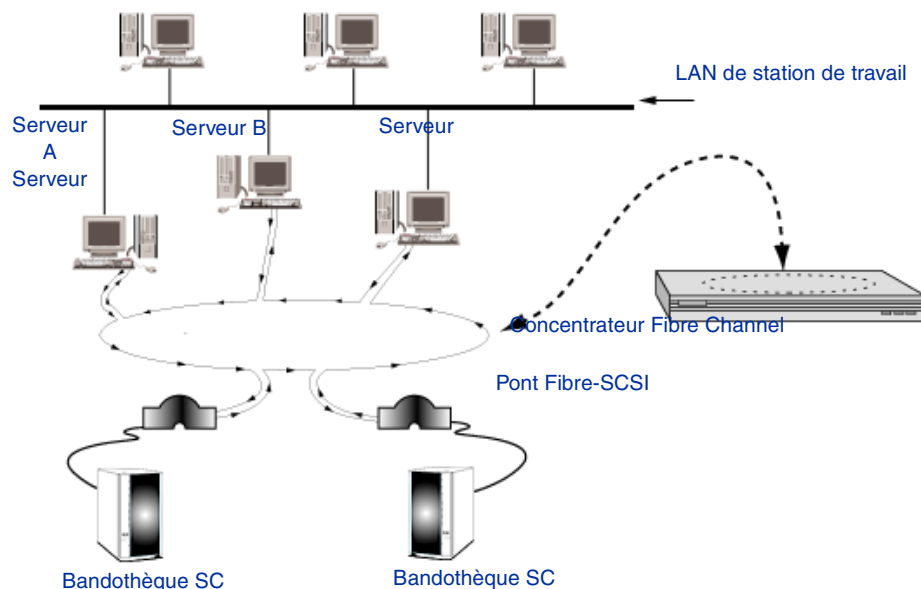 LAN de station de travail
Serveur
A
Serveur
Serveur B
Serveur
Concentrateur Fibre Channel
Pont Fibre-SCSI
Bandothèque SC
Bandothèque SC